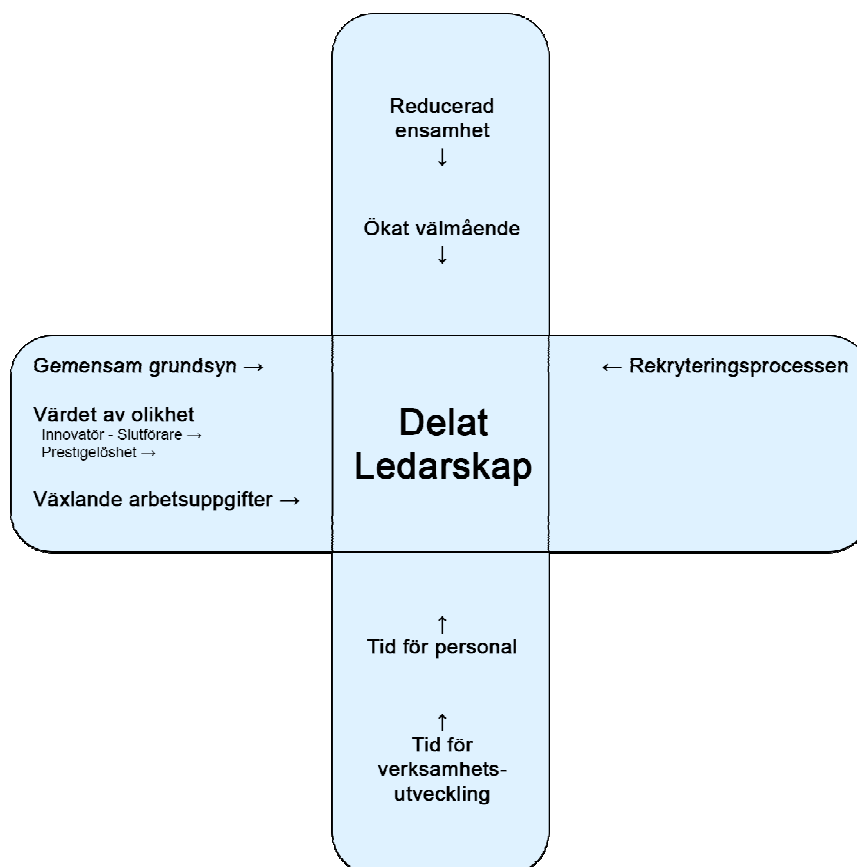 Reducerad
ensamhet
↓
Ökat välmående
↓
Gemensam grundsyn →
Värdet av olikhet
Innovatör - Slutförare →
Prestigelöshet →
Växlande arbetsuppgifter →
Delat
Ledarskap
← Rekryteringsprocessen
↑
Tid för personal
↑
Tid för
verksamhets-
utveckling